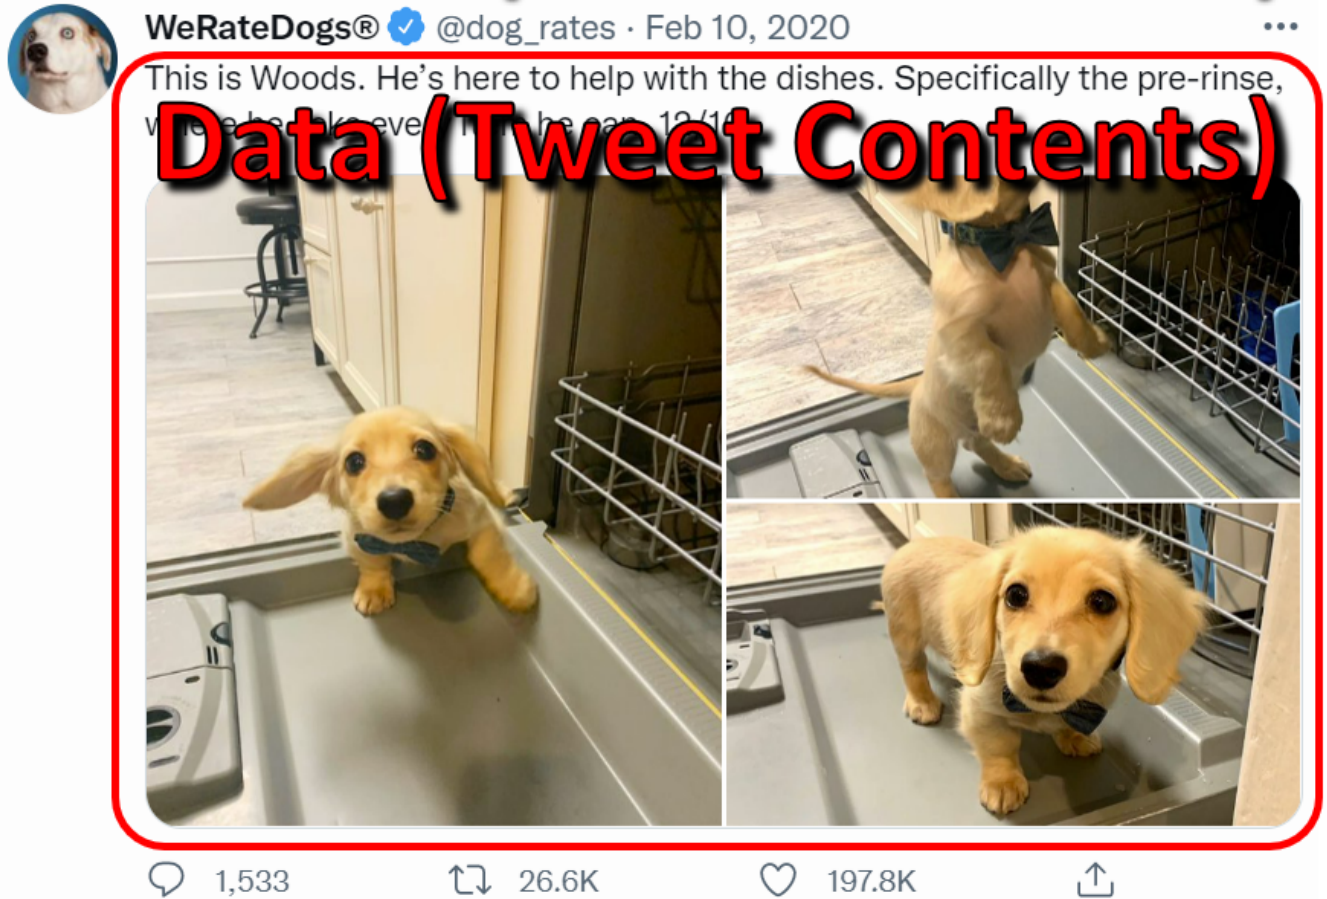 WeRateDogs® @dog_rates · Feb 10, 2020
This is Woods. He’s here to help with the dishes. Specifically the pre-rinse,
he
Data (Tweet Contents)
1,533 26.6K 197.8K